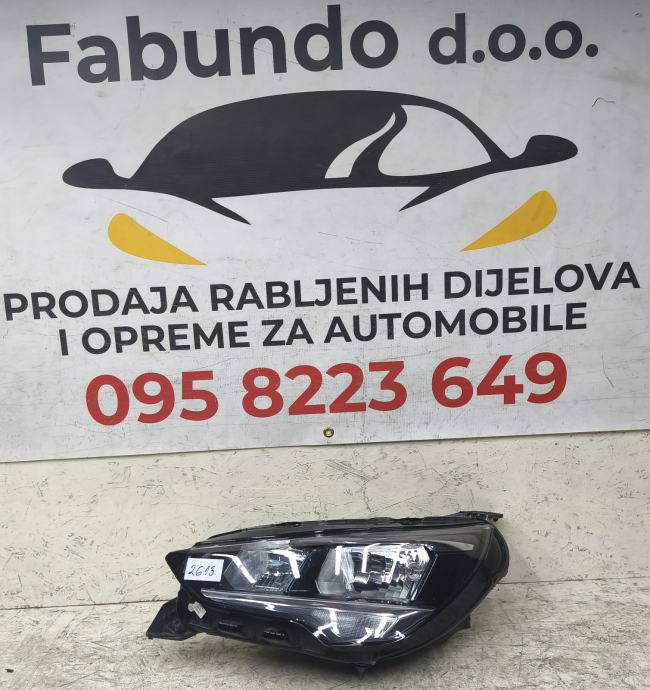 Fabundo d.o.o.
PRODAJA RABLJENIH DIJELOVA
I OPREME ZA AUTOMOBILE
095 8223 649
2613